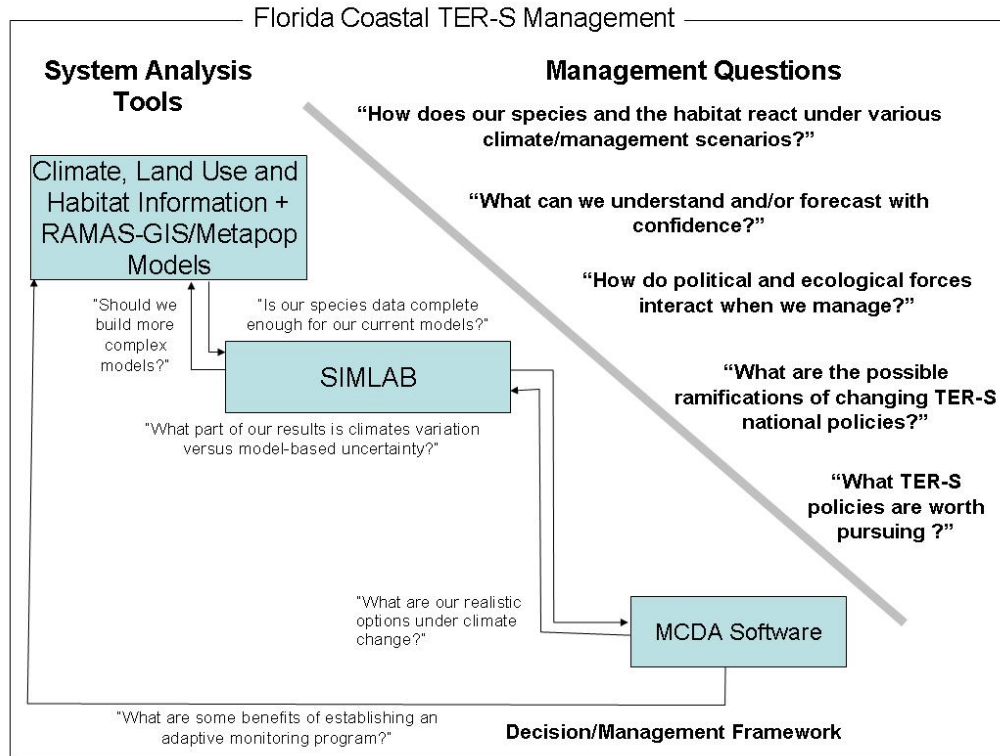 Florida Coastal TER-S Management
System Analysis
Tools
Management Questions
“How does our species and the habitat react under various
climate/management scenarios?”
Climate, Land Use and
Habitat Information +
RAMAS-GIS/Metapop
Models
“What can we understand and/or forecast with
confidence?”
“How do political and ecological forces
interact when we manage?”
“Should we
build more
complex
models?”
“Is our species data complete
enough for our current models?”
SIMLAB
“What are the possible
ramifications of changing TER-S
national policies?”
“What part of our results is climates variation
versus model-based uncertainty?”
“What TER-S
policies are worth
pursuing ?”
“What are our realistic
options under climate
change?”
MCDA Software
“What are some benefits of establishing an
adaptive monitoring program?”
Decision/Management Framework